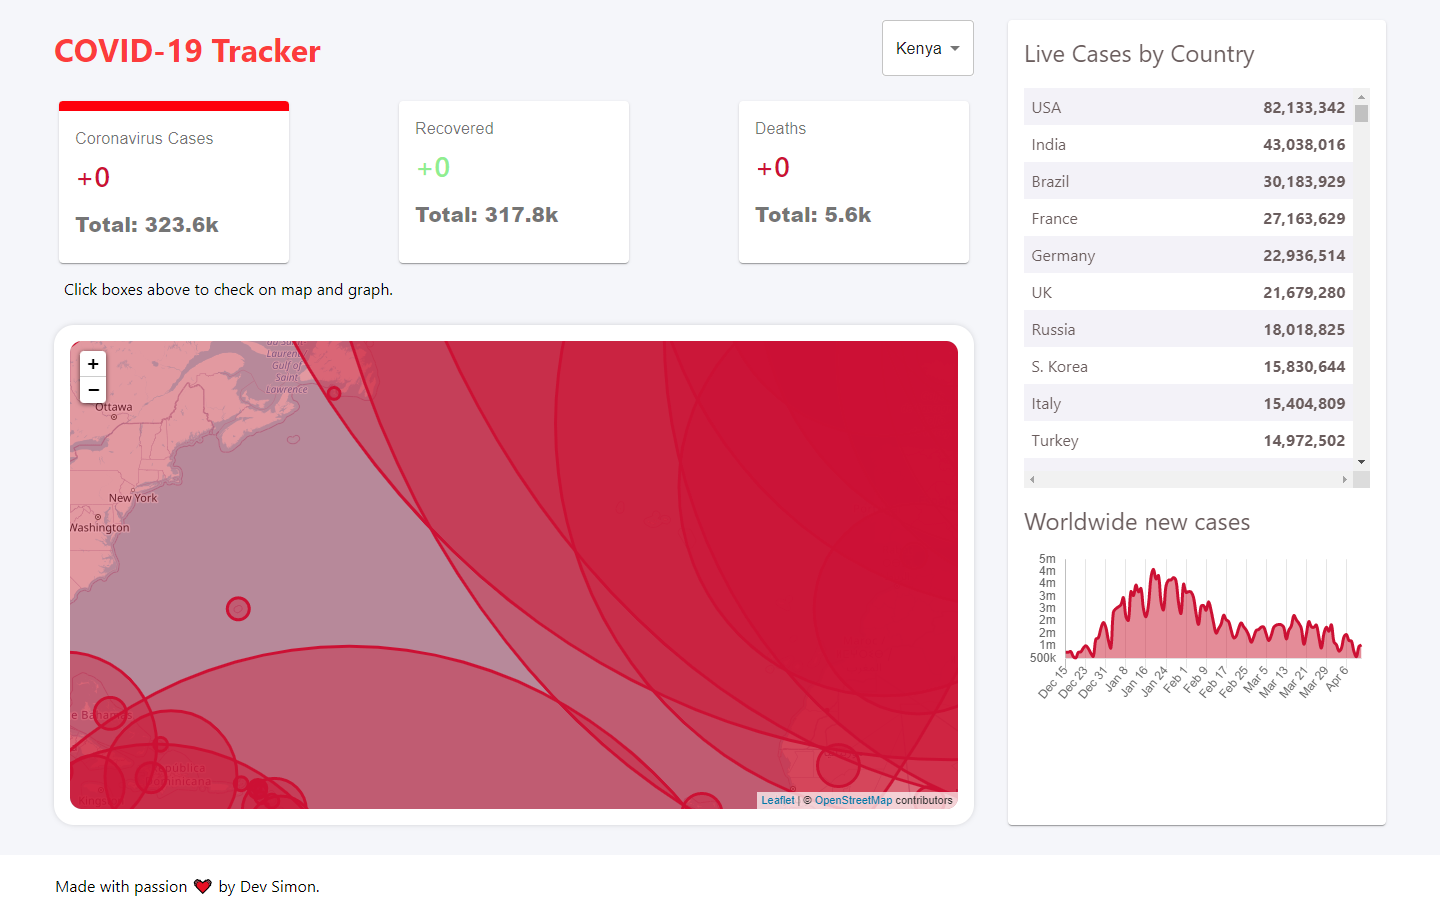 COVID-19 Tracker
Kenya
Coronavirus Cases
+0
Total: 323.6k
Recovered
+0
Total: 317.8k
Deaths
+0
Total: 5.6k
Click boxes above to check on map and graph.
+
−
Laurent
Gulf of
Saint
Lawrence
Ottawa
New York
Washington
Leaflet | © OpenStreetMap contributors
Live Cases by Country
USA 82,133,342
India 43,038,016
Brazil 30,183,929
France 27,163,629
Germany 22,936,514
UK 21,679,280
Russia 18,018,825
S. Korea 15,830,644
Italy 15,404,809
Turkey 14,972,502
Worldwide new cases
5m
4m
4m
3m
3m
2m
2m
1m
500k
Dec 15
Dec 23
Dec 31
Jan 8
Jan 16
Jan 24
Feb 1
Feb 9
Feb 17
Feb 25
Mar 5
Mar 13
Mar 21
Mar 29
Apr 6
Made with passion ❤️ by Dev Simon.